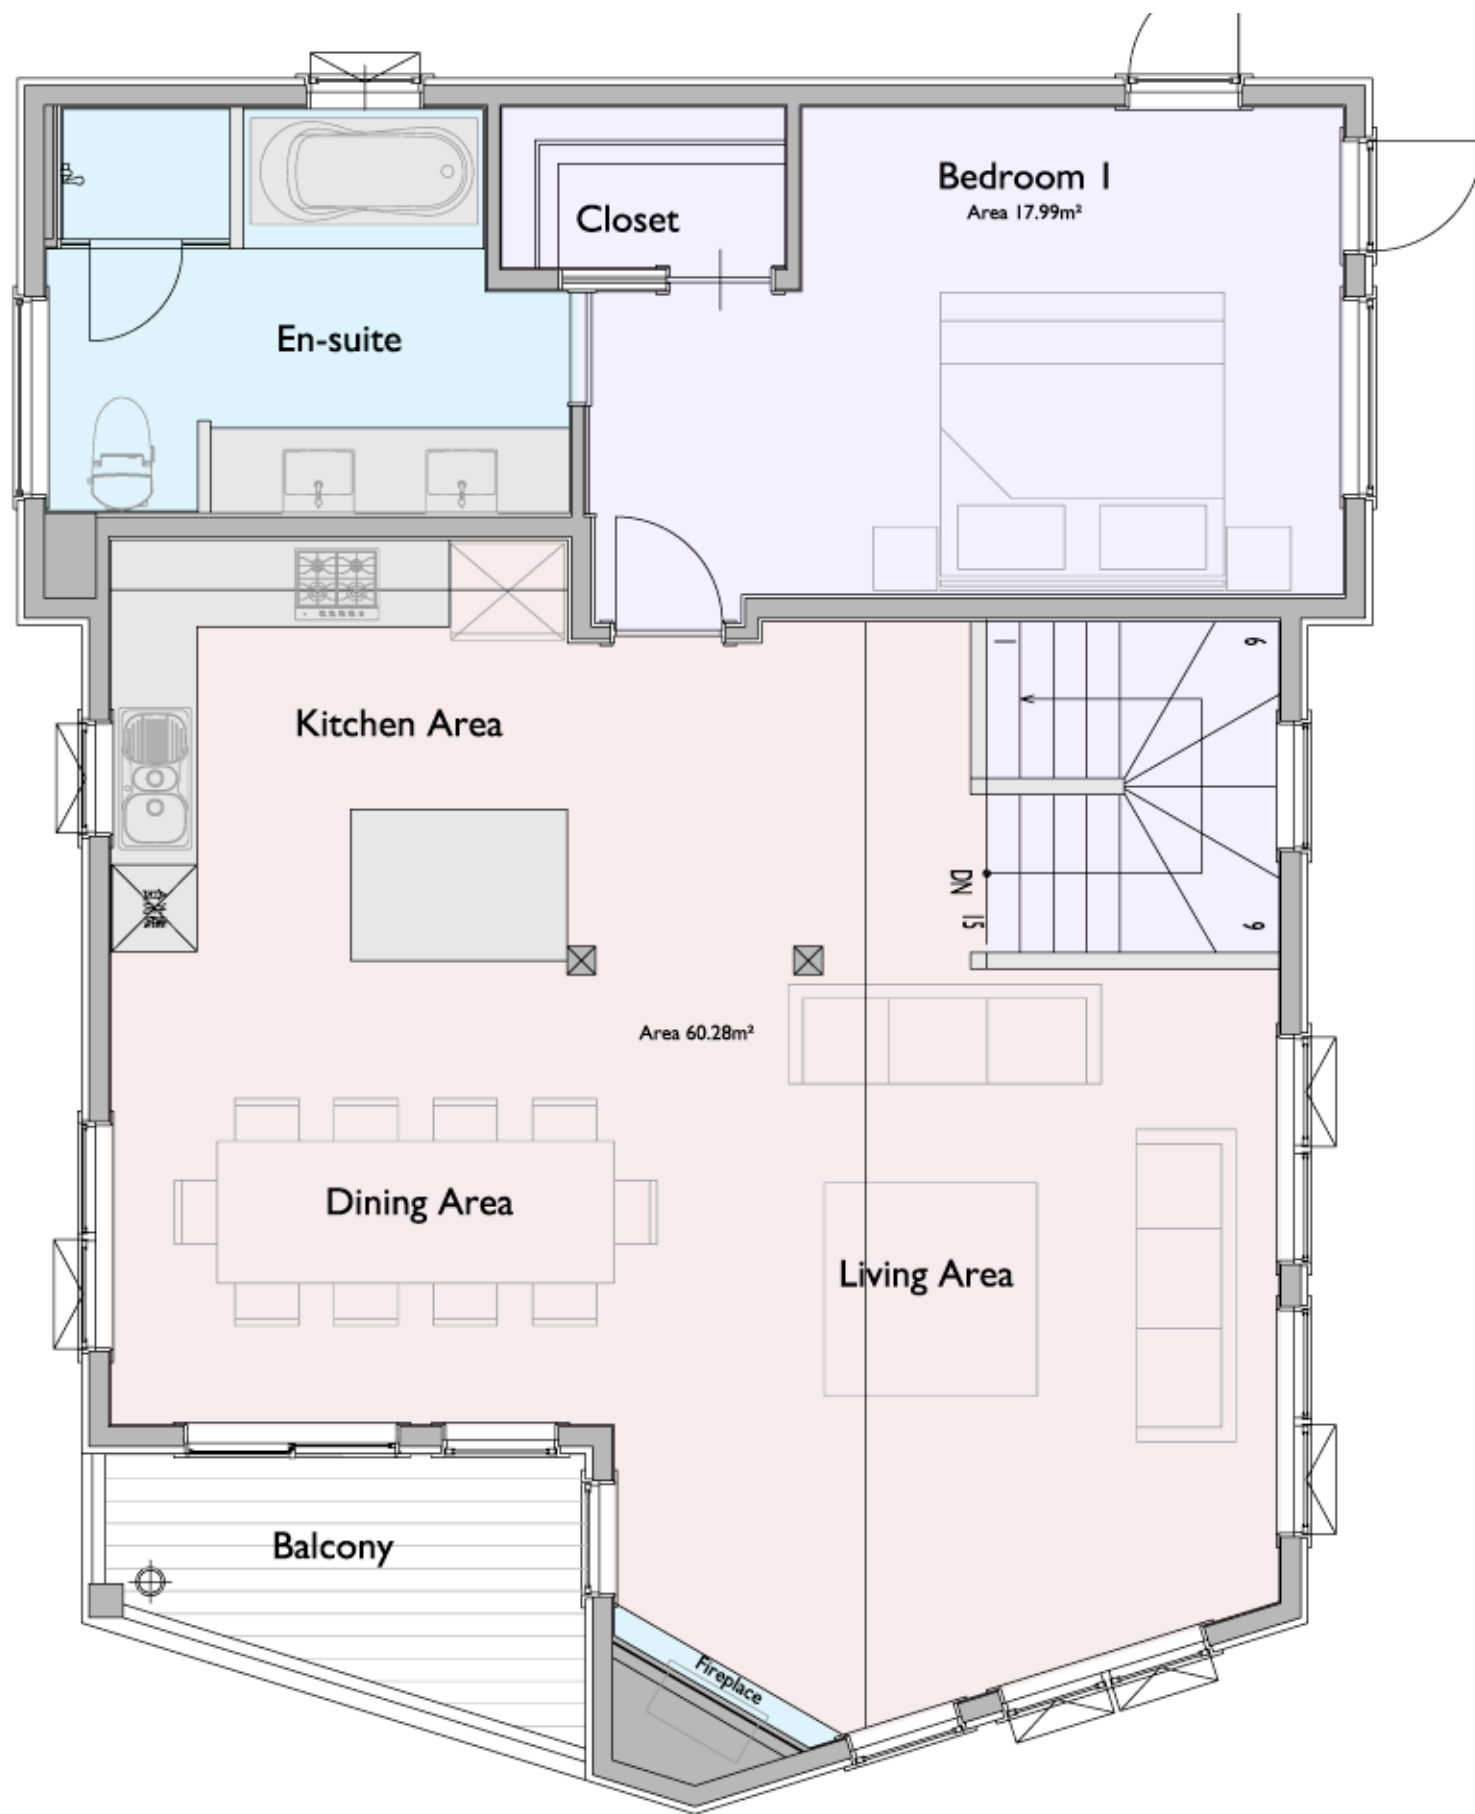 Bedroom 1
Area 17.99m²
Closet
En-suite
1
6
Kitchen Area
DN
15
9
Area 60.28m²
Dining Area
Living Area
Balcony
Fireplace